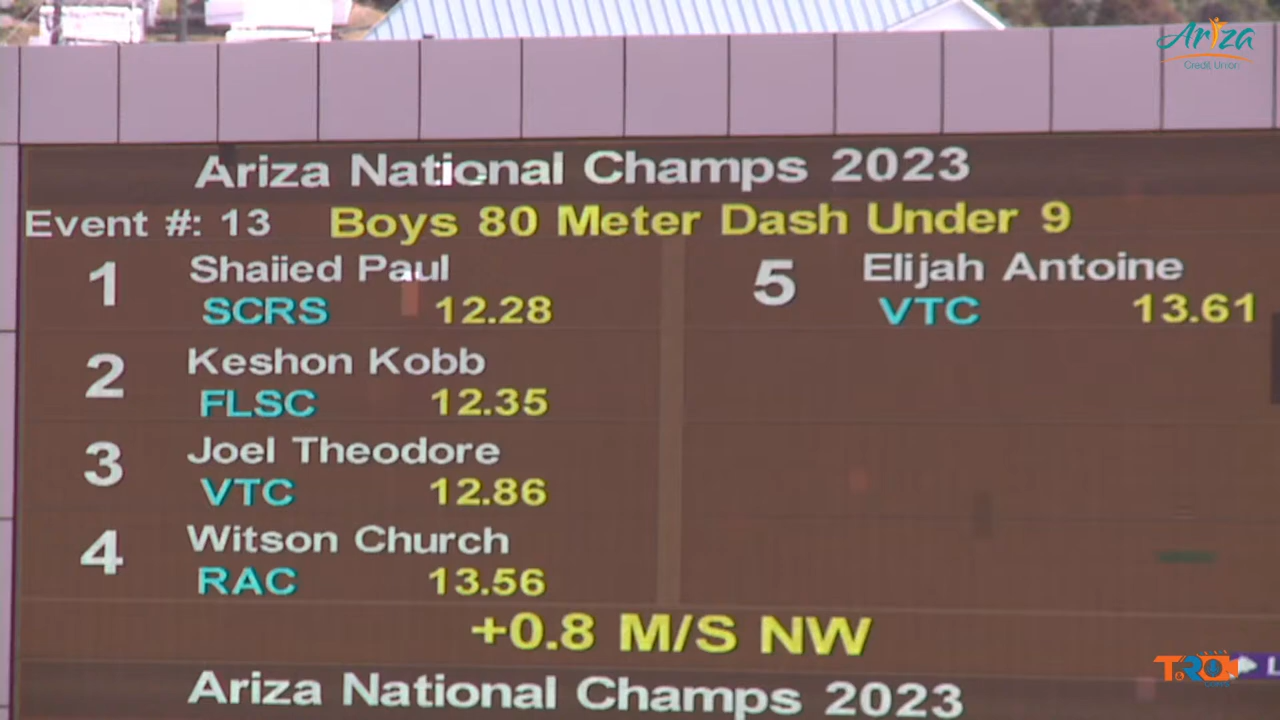 Ariza
Credit Union
Ariza National Champs 2023
Event #: 13 Boys 80 Meter Dash Under 9
1 Shaiied Paul
SCRS 12.28
2 Keshon Kobb
FLSC 12.35
3 Joel Theodore
VTC 12.86
4 Witson Church
RAC 13.56
5 Elijah Antoine
VTC 13.61
+0.8 M/S NW
Ariza National Champs 2023